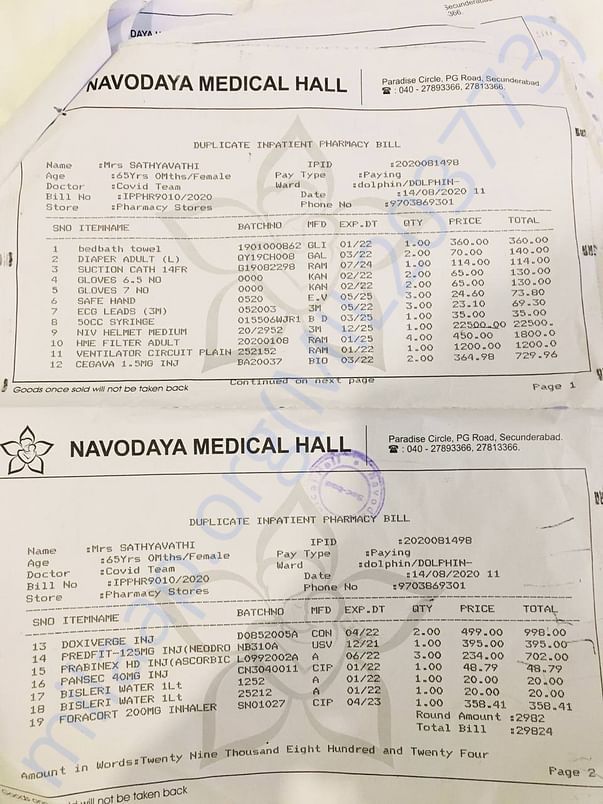 Secunderabad
366.
DAYA
NAVODAYA MEDICAL HALL
Paradise Circle, PG Road, Secunderabad.
☎ : 040 - 27893366, 27813366.
DUPLICATE INPATIENT PHARMACY BILL
Name :Mrs SATHYAVATHI IPID :2020081498
Age :65Yrs 0Mths/Female Pay Type :Paying
Doctor :Covid Team Ward :dolphin/DOLPHIN-
Bill No :IPPHR9010/2020 Date :14/08/2020 11
Store :Pharmacy Stores Phone No :9703869301
SNO ITEMNAME BATCHNO MFD EXP.DT QTY PRICE TOTAL
1 bedbath towel 1901000862 GLI 01/22 1.00 360.00 360.00
2 DIAPER ADULT (L) QY19CH008 GAL 03/22 2.00 70.00 140.00
3 SUCTION CATH 14FR G19082298 RAM 07/24 1.00 114.00 114.00
4 GLOVES 6.5 NO 0000 KAN 02/22 2.00 65.00 130.00
5 GLOVES 7 NO 0000 KAN 02/22 2.00 65.00 130.00
6 SAFE HAND 0520 E.V 05/25 3.00 24.60 73.80
7 ECG LEADS (3M) 052003 3M 05/22 3.00 23.10 69.30
8 50CC SYRINGE 015506WJR1 B D 03/25 1.00 35.00 35.00
9 NIV HELMET MEDIUM 20/2952 3M 12/25 1.00 22500.00 22500.
10 HME FILTER ADULT 20200108 RAM 01/25 4.00 450.00 1800.0
11 VENTILATOR CIRCUIT PLAIN 252152 RAM 01/22 1.00 1200.00 1200.0
12 CEGAVA 1.5MG INJ BA20037 BIO 03/22 2.00 364.98 729.96
Continued on next page
Goods once sold will not be taken back
Page 1
NAVODAYA MEDICAL HALL
Paradise Circle, PG Road, Secunderabad.
☎ : 040 - 27893366, 27813366.
DUPLICATE INPATIENT PHARMACY BILL
Name :Mrs SATHYAVATHI IPID :2020081498
Age :65Yrs 0Mths/Female Pay Type :Paying
Doctor :Covid Team Ward :dolphin/DOLPHIN-
Bill No :IPPHR9010/2020 Date :14/08/2020 11
Store :Pharmacy Stores Phone No :9703869301
SNO ITEMNAME BATCHNO MFD EXP.DT QTY PRICE TOTAL
13 DOXIVERGE INJ D0852005A CON 04/22 2.00 499.00 998.00
14 PREDFIT-125MG INJ(NEODRO NB310A USV 12/21 1.00 395.00 395.00
15 PRABINEX HD INJ(ASCORBIC L0992002A A 06/22 3.00 234.00 702.00
16 PANSEC 40MG INJ CN3040011 CIP 01/22 1.00 48.79 48.79
17 BISLERI WATER 1Lt 1252 A 01/22 1.00 20.00 20.00
18 BISLERI WATER 1Lt 25212 A 01/22 1.00 20.00 20.00
19 FORACORT 200MG INHALER SN01027 CIP 04/23 1.00 358.41 358.41
Round Amount :2982
Total Bill :29824
Amount in Words:Twenty Nine Thousand Eight Hundred and Twenty Four
Page 2
will not be taken back